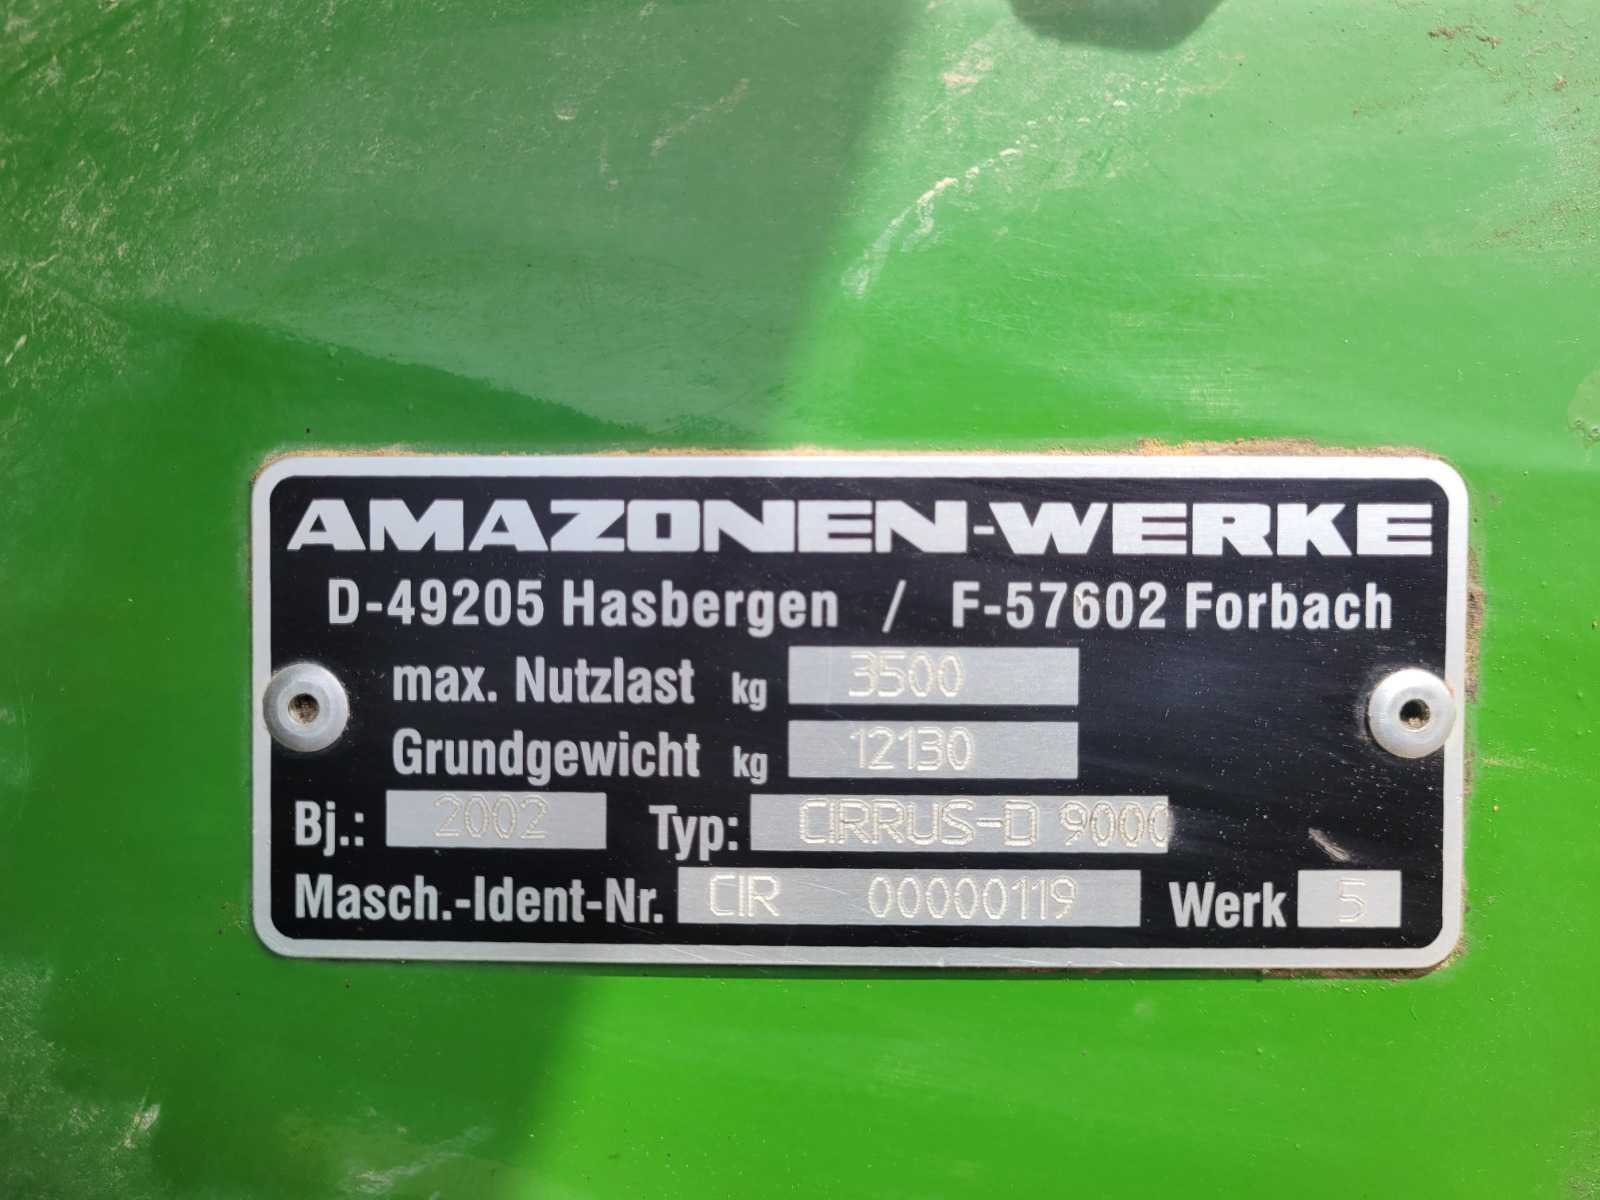 AMAZONEN-WERKE
D-49205 Hasbergen / F-57602 Forbach
max. Nutzlast kg 3500
Grundgewicht kg 12130
Bj.: 2002 Typ: CIRRUS-D 9000
Masch.-Ident-Nr. CIR 00000119 Werk 5